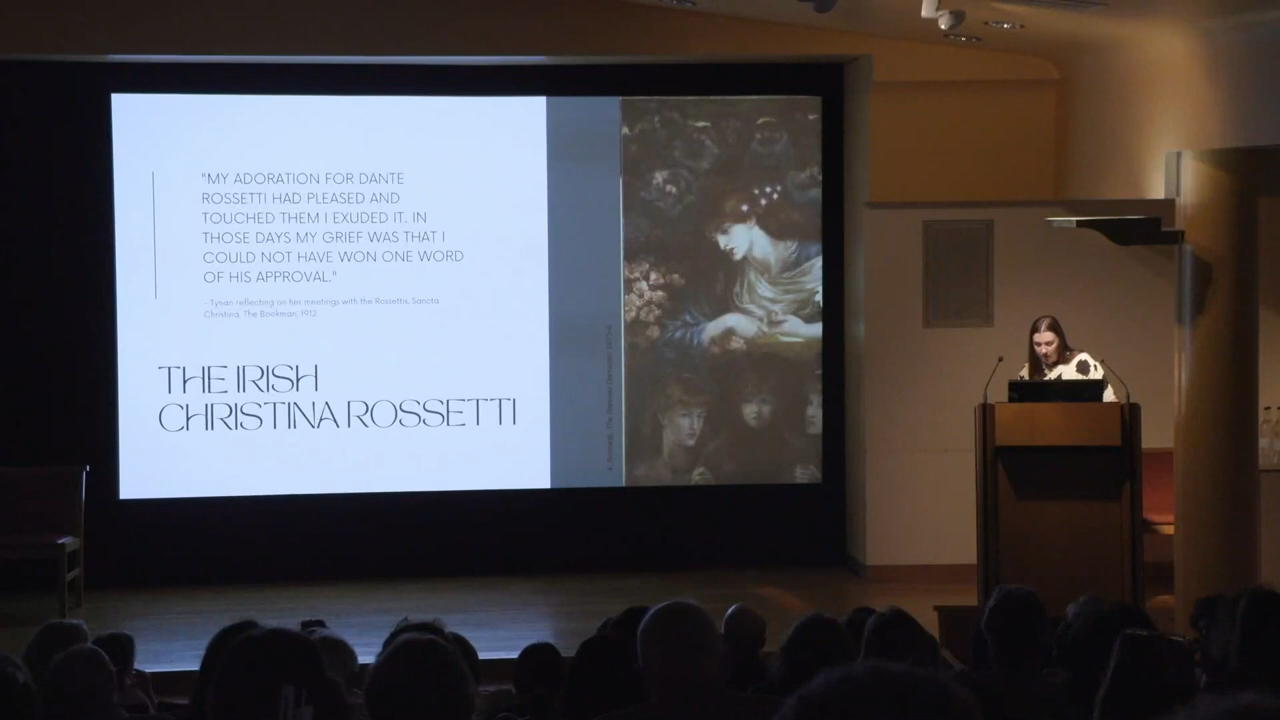 "MY ADORATION FOR DANTE
ROSSETTI HAD PLEASED AND
TOUCHED THEM I EXUDED IT. IN
THOSE DAYS MY GRIEF WAS THAT I
COULD NOT HAVE WON ONE WORD
OF HIS APPROVAL."
- Tynan reflecting on her meetings with the Rossettis, Sancta
Christina, The Bookman, 1912.
THE IRISH
CHRISTINA ROSSETTI